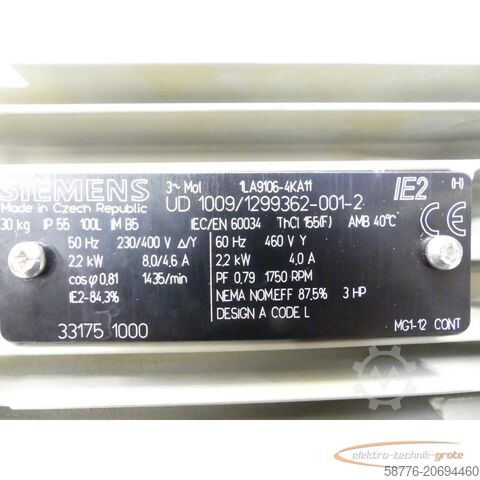 SIEMENS 3~ Mot 1LA9106-4KA11 IE2 (H)
Made in Czech Republic UD 1009/1299362-001-2
30 kg IP 55 100L IM B5 IEC/EN 60034 ThCl 155(F) AMB 40°C CE
50 Hz 230/400 V Δ/Y 60 Hz 460 V Y
2,2 kW 8.0/4.6 A 2,2 kW 4.0 A
cosφ 0,81 1435/min PF 0,79 1750 RPM
IE2-84,3% NEMA NOM.EFF 87.5% 3 HP
DESIGN A CODE L
33175 1000 MG1-12 CONT
elektro-technik-grote
58776-20694460